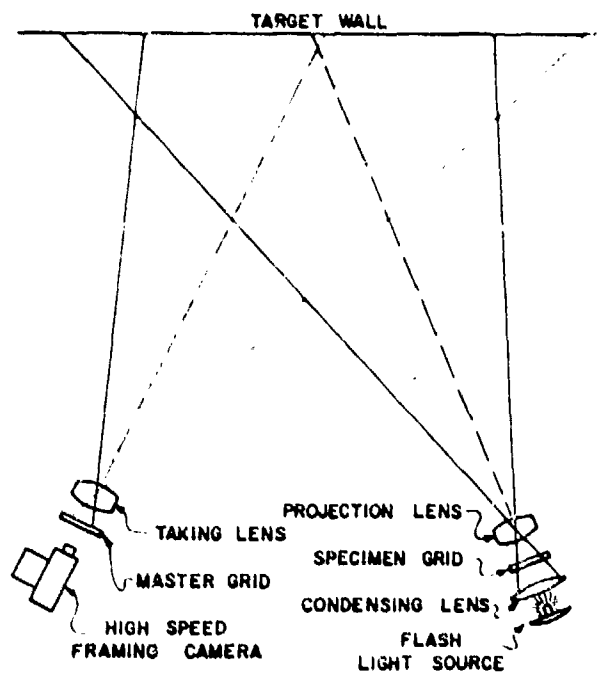 TARGET WALL
PROJECTION LENS
TAKING LENS
SPECIMEN GRID
MASTER GRID
CONDENSING LENS
HIGH SPEED
FRAMING CAMERA
FLASH
LIGHT SOURCE